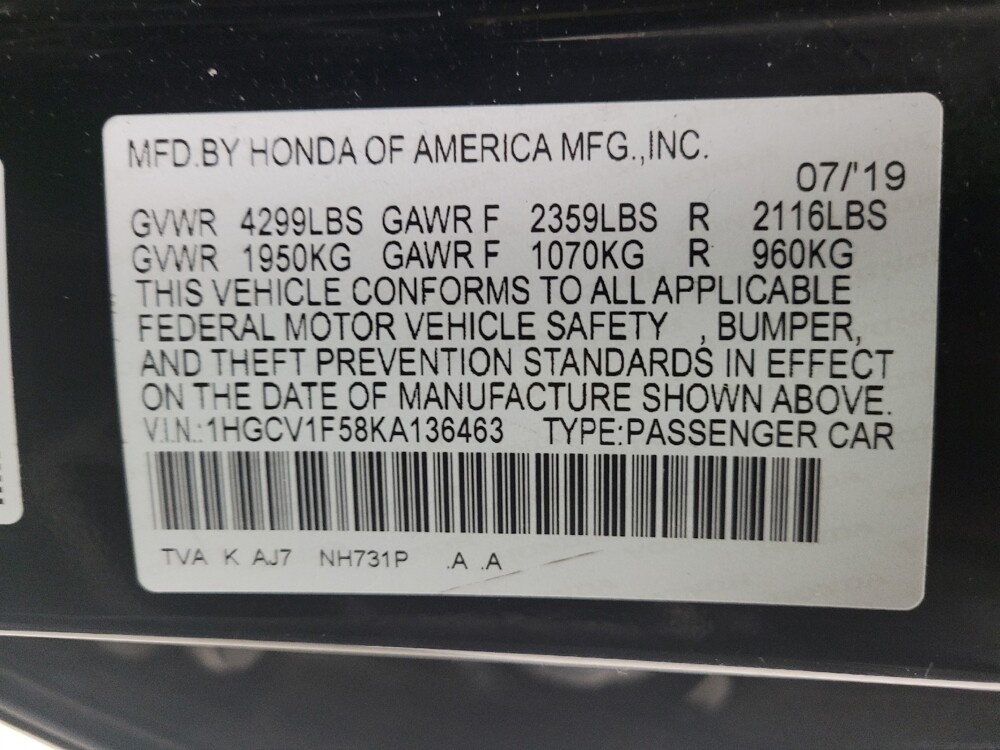 MFD.BY HONDA OF AMERICA MFG.,INC.
07/'19
GVWR 4299LBS GAWR F 2359LBS R 2116LBS
GVWR 1950KG GAWR F 1070KG R 960KG
THIS VEHICLE CONFORMS TO ALL APPLICABLE
FEDERAL MOTOR VEHICLE SAFETY , BUMPER,
AND THEFT PREVENTION STANDARDS IN EFFECT
ON THE DATE OF MANUFACTURE SHOWN ABOVE.
V.I.N.:1HGCV1F58KA136463 TYPE:PASSENGER CAR
TVA K AJ7 NH731P .A .A